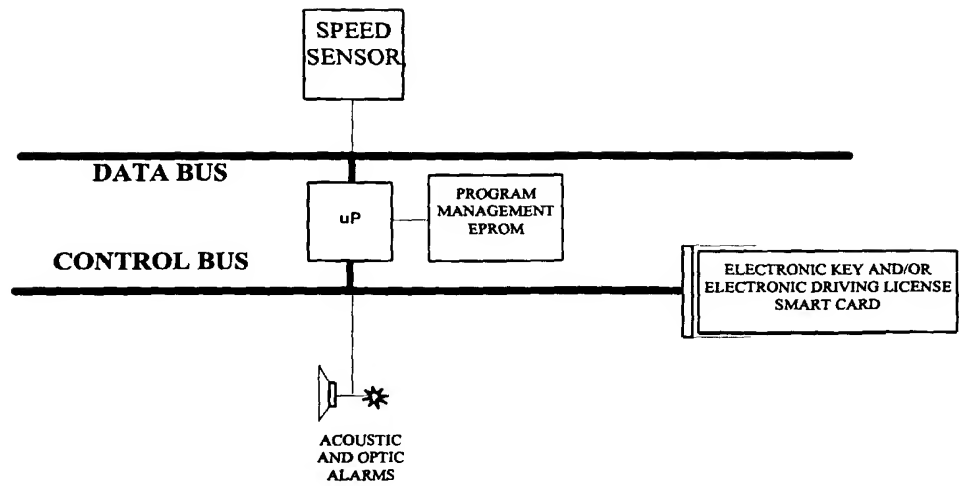 SPEED
SENSOR
DATA BUS
uP
PROGRAM
MANAGEMENT
EPROM
CONTROL BUS
ELECTRONIC KEY AND/OR
ELECTRONIC DRIVING LICENSE
SMART CARD
ACOUSTIC
AND OPTIC
ALARMS